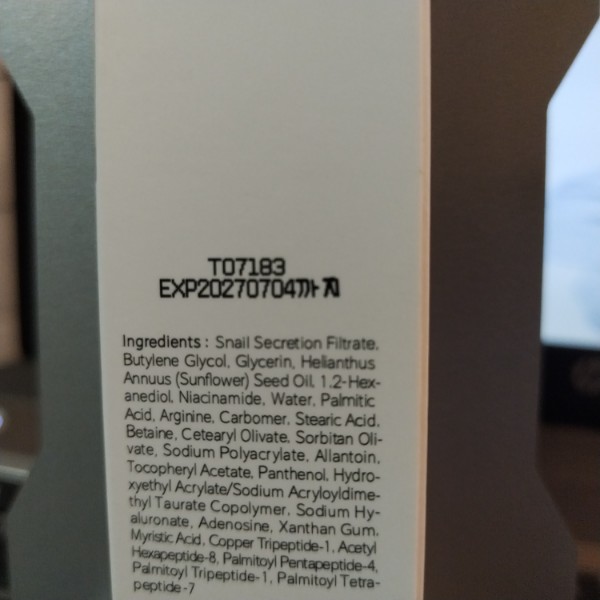 T07183
EXP20270704까지
Ingredients : Snail Secretion Filtrate,
Butylene Glycol, Glycerin, Helianthus
Annuus (Sunflower) Seed Oil, 1,2-Hex-
anediol, Niacinamide, Water, Palmitic
Acid, Arginine, Carbomer, Stearic Acid,
Betaine, Cetearyl Olivate, Sorbitan Oli-
vate, Sodium Polyacrylate, Allantoin,
Tocopheryl Acetate, Panthenol, Hydro-
xyethyl Acrylate/Sodium Acryloyldime-
thyl Taurate Copolymer, Sodium Hy-
aluronate, Adenosine, Xanthan Gum,
Myristic Acid, Copper Tripeptide-1, Acetyl
Hexapeptide-8, Palmitoyl Pentapeptide-4,
Palmitoyl Tripeptide-1, Palmitoyl Tetra-
peptide-7